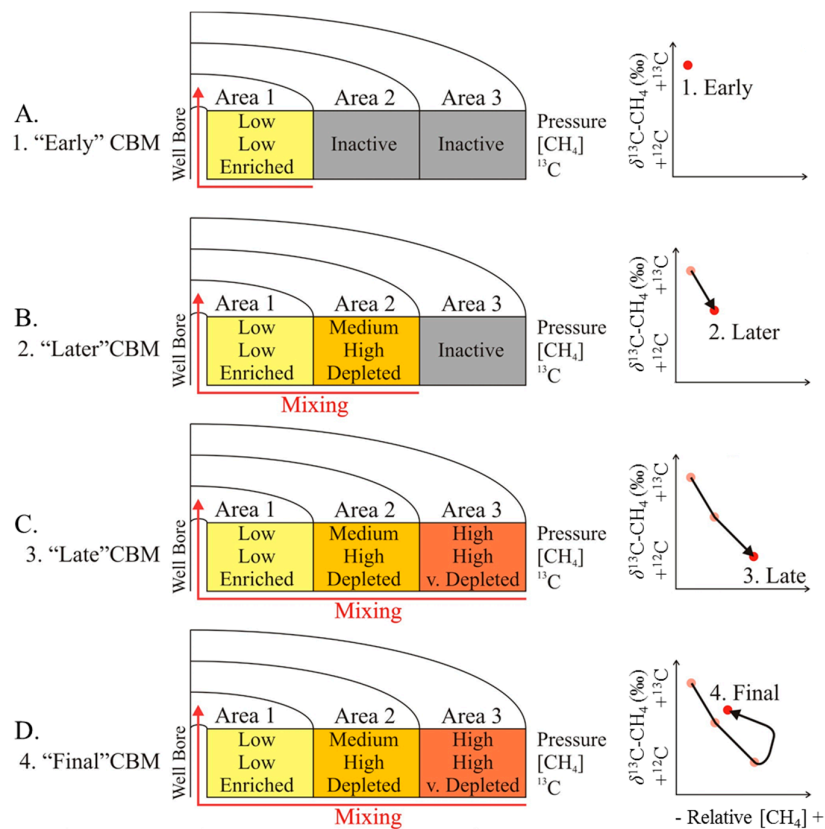 A.
1. “Early” CBM
Well Bore
Area 1 Area 2 Area 3
Low
Low
Enriched
Inactive
Inactive
Pressure
[CH₄]
¹³C
δ¹³C-CH₄ (‰)
+¹²C +¹³C
1. Early
B.
2. “Later”CBM
Well Bore
Area 1 Area 2 Area 3
Low
Low
Enriched
Medium
High
Depleted
Inactive
Pressure
[CH₄]
¹³C
Mixing
δ¹³C-CH₄ (‰)
+¹²C +¹³C
2. Later
C.
3. “Late”CBM
Well Bore
Area 1 Area 2 Area 3
Low
Low
Enriched
Medium
High
Depleted
High
High
v. Depleted
Pressure
[CH₄]
¹³C
Mixing
δ¹³C-CH₄ (‰)
+¹²C +¹³C
3. Late
D.
4. “Final”CBM
Well Bore
Area 1 Area 2 Area 3
Low
Low
Enriched
Medium
High
Depleted
High
High
v. Depleted
Pressure
[CH₄]
¹³C
Mixing
δ¹³C-CH₄ (‰)
+¹²C +¹³C
4. Final
- Relative [CH₄] +